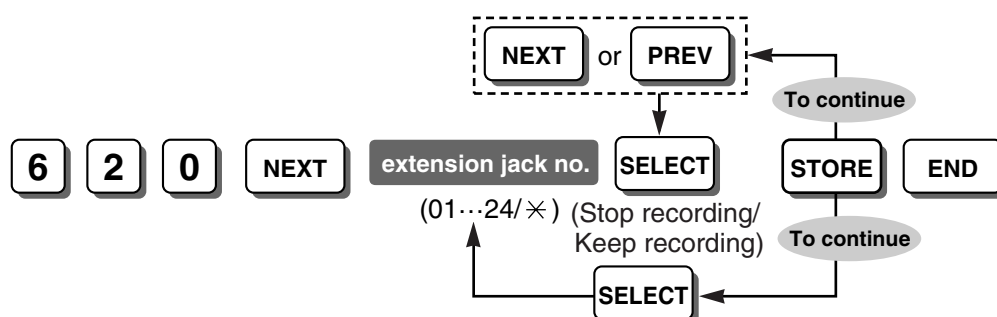 NEXT or PREV
To continue
6 2 0 NEXT extension jack no. SELECT STORE END
(01···24/✳) (Stop recording/
Keep recording)
To continue
SELECT